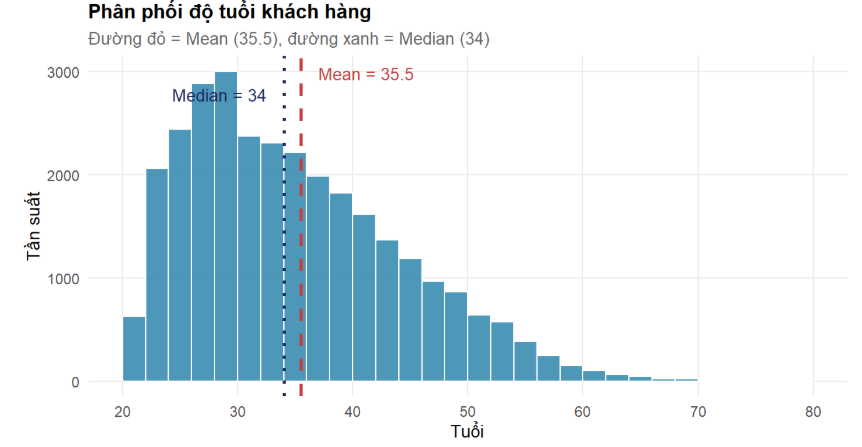 Phân phối độ tuổi khách hàng
Đường đỏ = Mean (35.5), đường xanh = Median (34)
Mean = 35.5
Median = 34
3000
2000
1000
0
Tần suất
20 30 40 50 60 70 80
Tuổi